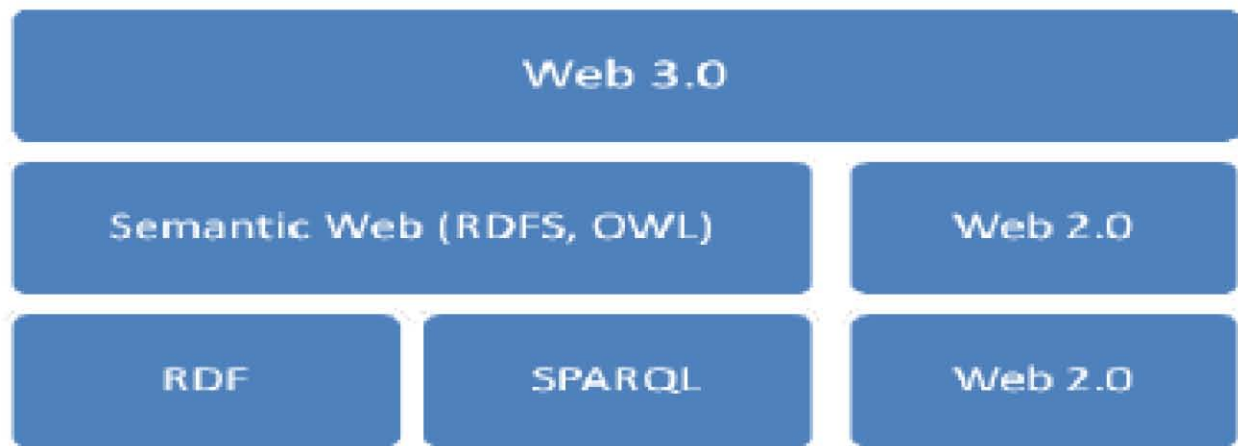 Web 3.0
Semantic Web (RDFS, OWL)
Web 2.0
RDF
SPARQL
Web 2.0